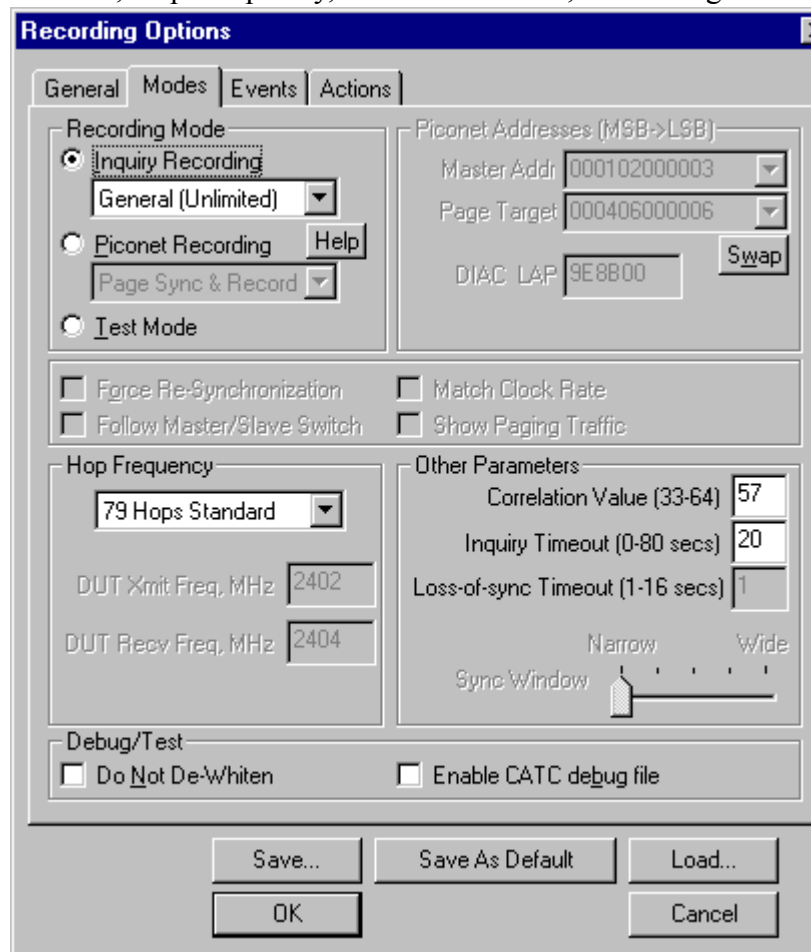 Recording Options
General Modes Events Actions
Recording Mode
Inquiry Recording
General (Unlimited)
Piconet Recording Help
Page Sync & Record
Test Mode
Piconet Addresses (MSB->LSB)
Master Addr 000102000003
Page Target 000406000006
Swap
DIAC LAP 9E8B00
Force Re-Synchronization Match Clock Rate
Follow Master/Slave Switch Show Paging Traffic
Hop Frequency
79 Hops Standard
DUT Xmit Freq, MHz 2402
DUT Recv Freq, MHz 2404
Other Parameters
Correlation Value (33-64) 57
Inquiry Timeout (0-80 secs) 20
Loss-of-sync Timeout (1-16 secs) 1
Narrow Wide
Sync Window
Debug/Test
Do Not De-Whiten Enable CATC debug file
Save... Save As Default Load...
OK Cancel